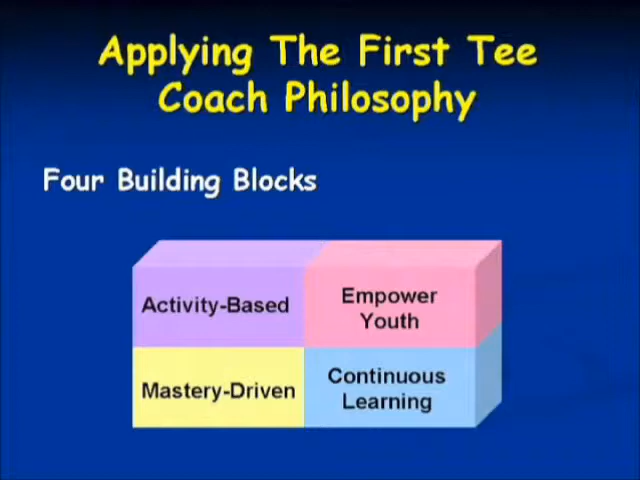 Applying The First Tee
Coach Philosophy
Four Building Blocks
Activity-Based
Empower
Youth
Mastery-Driven
Continuous
Learning